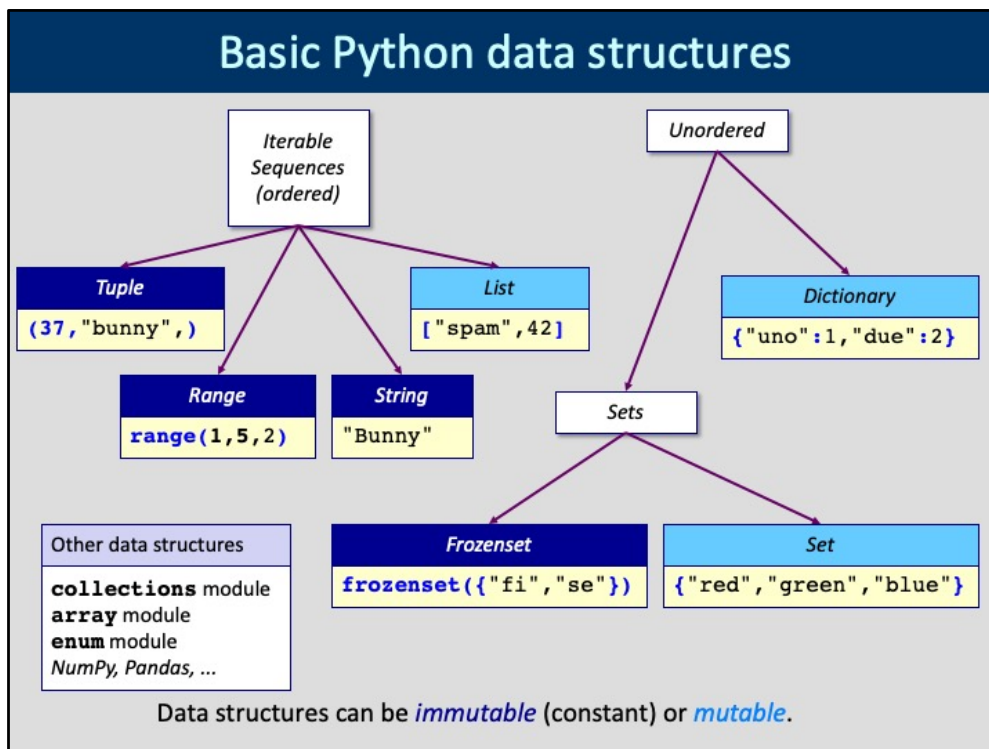 Basic Python data structures
Iterable
Sequences
(ordered)
Unordered
Tuple
(37,"bunny",)
List
["spam",42]
Dictionary
{"uno":1,"due":2}
Range
range(1,5,2)
String
"Bunny"
Sets
Other data structures
collections module
array module
enum module
NumPy, Pandas, ...
Frozenset
frozenset({"fi","se"})
Set
{"red","green","blue"}
Data structures can be immutable (constant) or mutable.